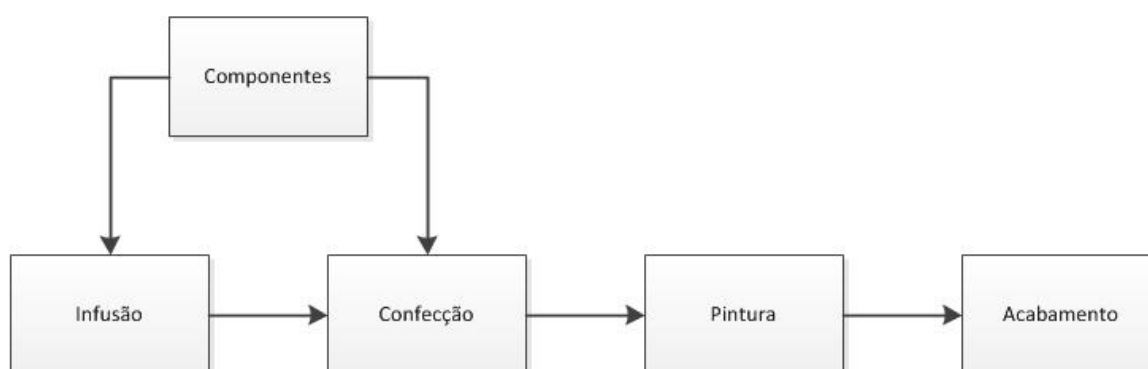 Componentes
Infusão
Confecção
Pintura
Acabamento